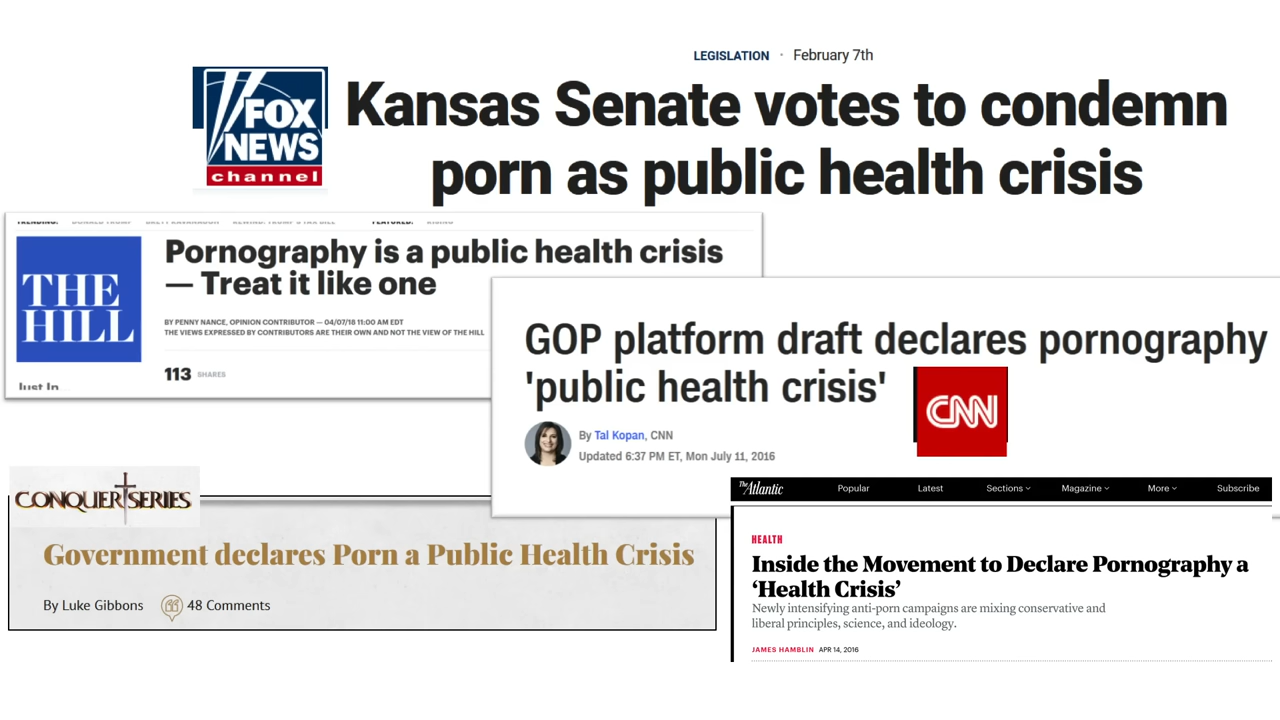 LEGISLATION · February 7th
FOX
NEWS
channel
Kansas Senate votes to condemn
porn as public health crisis
TRENDING:
FEATURED:
THE
HILL
Pornography is a public health crisis
— Treat it like one
BY PENNY NANCE, OPINION CONTRIBUTOR — 04/07/18 11:00 AM EDT
THE VIEWS EXPRESSED BY CONTRIBUTORS ARE THEIR OWN AND NOT THE VIEW OF THE HILL
113 SHARES
Just In...
GOP platform draft declares pornography
'public health crisis'
CNN
By Tal Kopan, CNN
Updated 6:37 PM ET, Mon July 11, 2016
CONQUER SERIES
Government declares Porn a Public Health Crisis
By Luke Gibbons 48 Comments
The Atlantic Popular Latest Sections Magazine More Subscribe
HEALTH
Inside the Movement to Declare Pornography a
‘Health Crisis’
Newly intensifying anti-porn campaigns are mixing conservative and
liberal principles, science, and ideology.
JAMES HAMBLIN APR 14, 2016